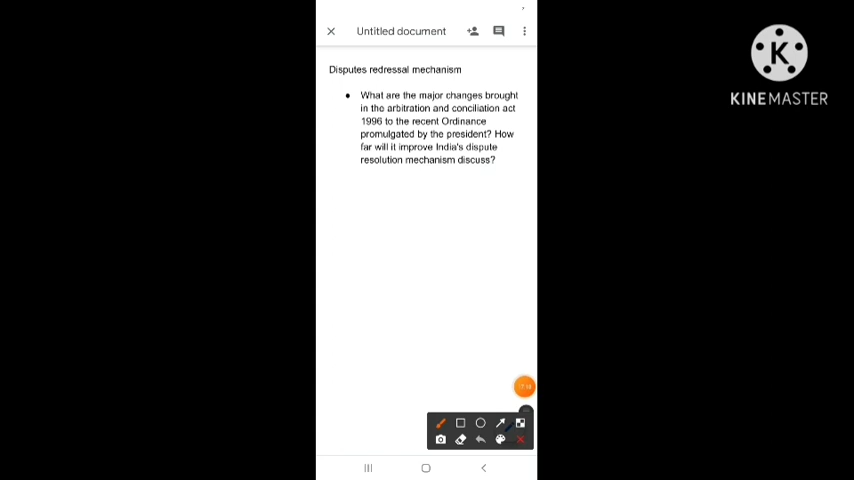 Untitled document
Disputes redressal mechanism
What are the major changes brought
in the arbitration and conciliation act
1996 to the recent Ordinance
promulgated by the president? How
far will it improve India's dispute
resolution mechanism discuss?
K
KINEMASTER